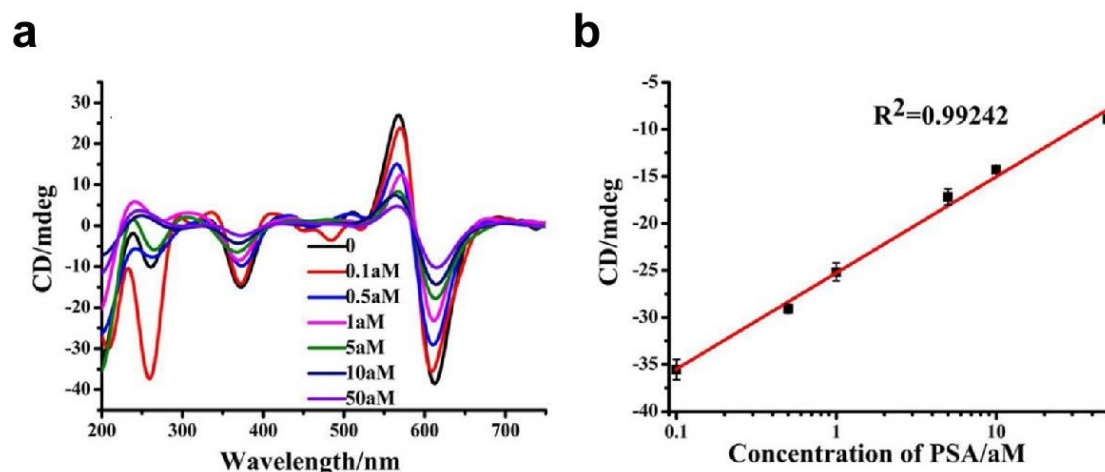 a
b
CD/mdeg
30
20
10
0
-10
-20
-30
-40
0
0.1aM
0.5aM
1aM
5aM
10aM
50aM
200
300
400
500
600
700
Wavelength/nm
CD/mdeg
-5
-10
-15
-20
-25
-30
-35
-40
R²=0.99242
0.1
1
10
Concentration of PSA/aM